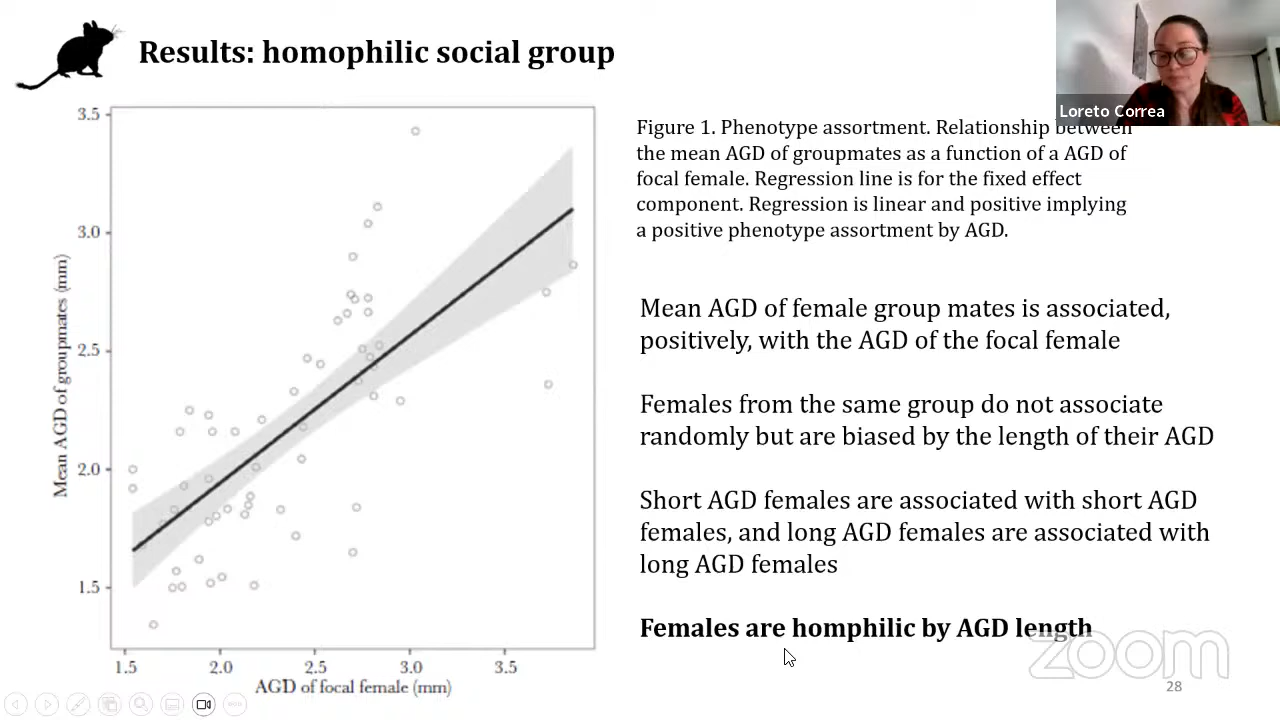 Results: homophilic social group
Loreto Correa
Figure 1. Phenotype assortment. Relationship between
the mean AGD of groupmates as a function of a AGD of
focal female. Regression line is for the fixed effect
component. Regression is linear and positive implying
a positive phenotype assortment by AGD.
3.5
3.0
2.5
2.0
1.5
Mean AGD of groupmates (mm)
1.5 2.0 2.5 3.0 3.5
AGD of focal female (mm)
Mean AGD of female group mates is associated,
positively, with the AGD of the focal female
Females from the same group do not associate
randomly but are biased by the length of their AGD
Short AGD females are associated with short AGD
females, and long AGD females are associated with
long AGD females
Females are homphilic by AGD length
zoom
28